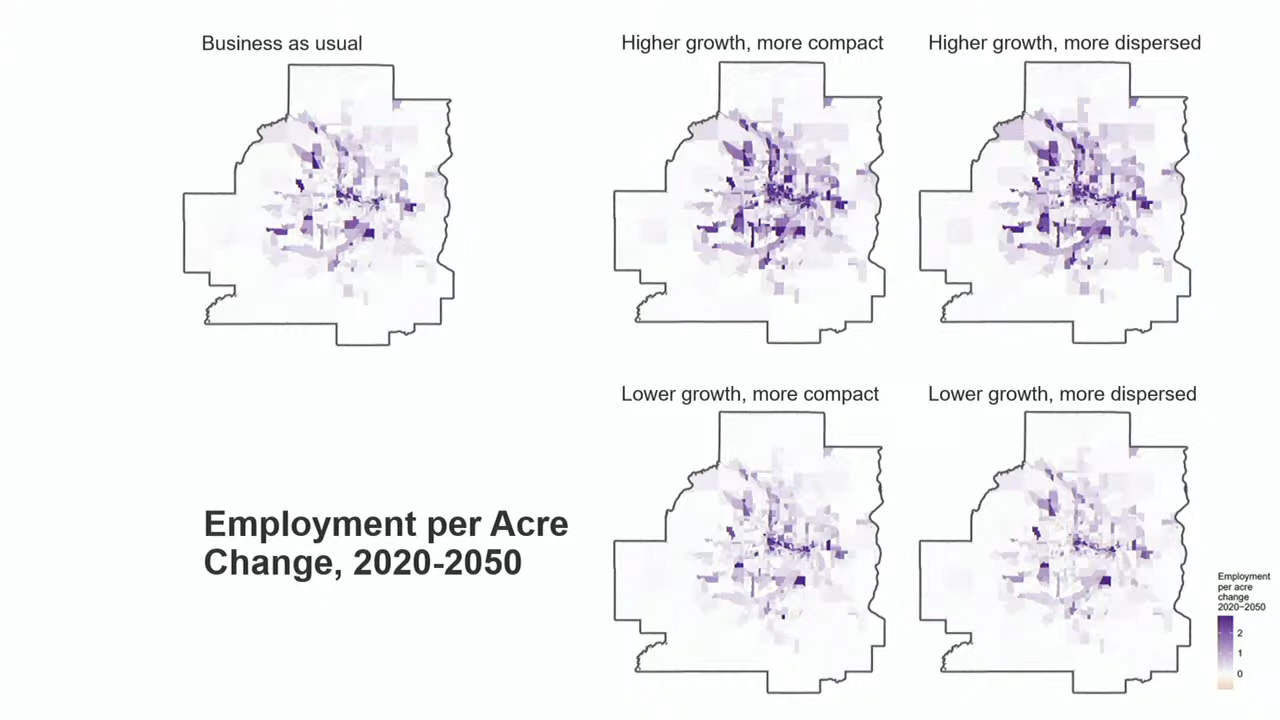 Business as usual
Higher growth, more compact
Higher growth, more dispersed
Lower growth, more compact
Lower growth, more dispersed
Employment per Acre
Change, 2020-2050
Employment
per acre
change
2020−2050
2
1
0